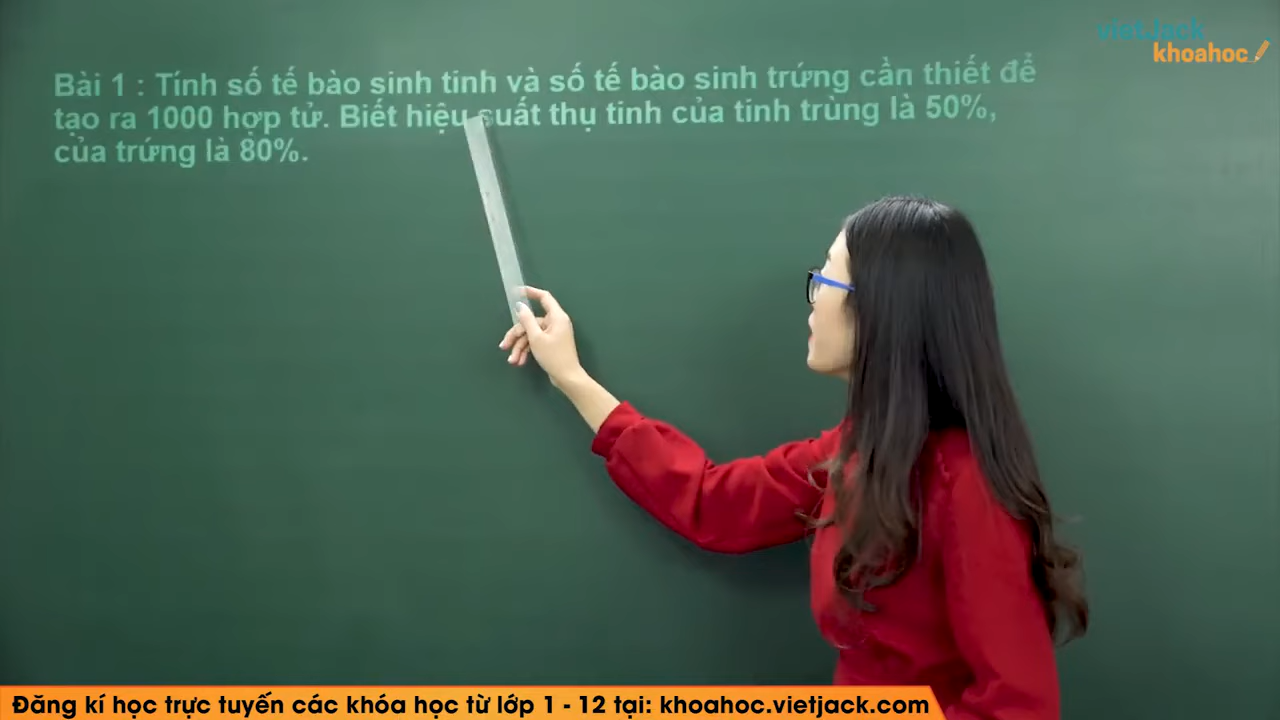 vietJack
khoahoc
Bài 1 : Tính số tế bào sinh tinh và số tế bào sinh trứng cần thiết để
tạo ra 1000 hợp tử. Biết hiệu suất thụ tinh của tinh trùng là 50%,
của trứng là 80%.
Đăng kí học trực tuyến các khóa học từ lớp 1 - 12 tại: khoahoc.vietjack.com